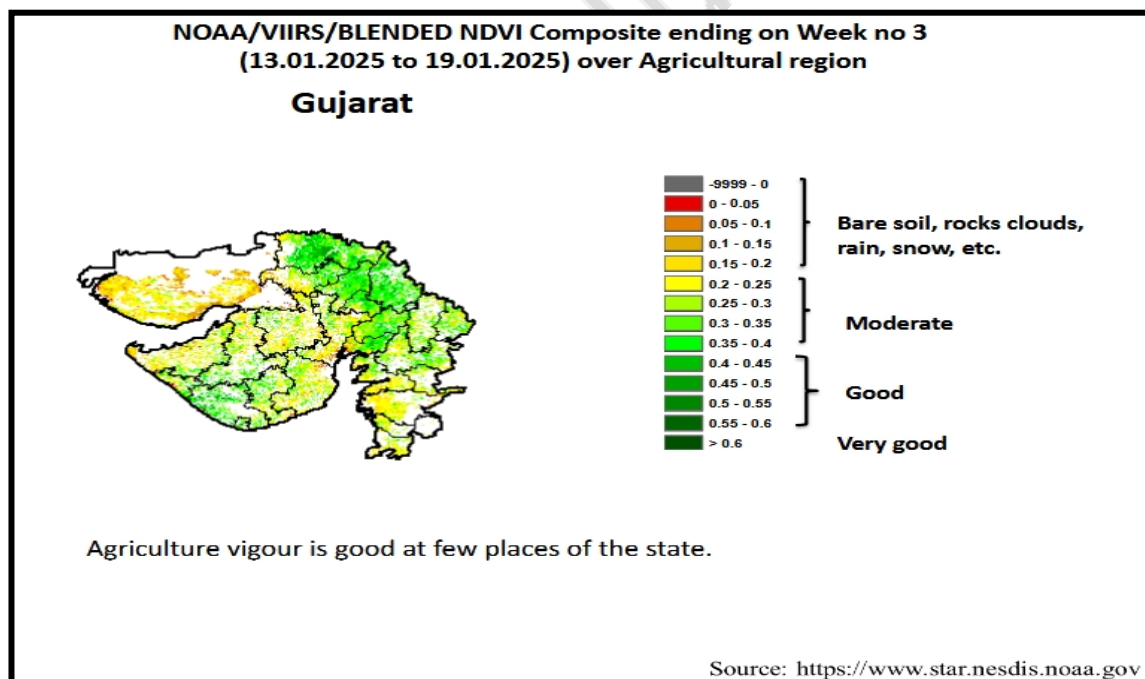 NOAA/VIIRS/BLENDED NDVI Composite ending on Week no 3
(13.01.2025 to 19.01.2025) over Agricultural region
Gujarat
-9999 - 0
0 - 0.05
0.05 - 0.1
0.1 - 0.15
0.15 - 0.2
Bare soil, rocks clouds,
rain, snow, etc.
0.2 - 0.25
0.25 - 0.3
0.3 - 0.35
0.35 - 0.4
Moderate
0.4 - 0.45
0.45 - 0.5
0.5 - 0.55
0.55 - 0.6
Good
> 0.6
Very good
Agriculture vigour is good at few places of the state.
Source: https://www.star.nesdis.noaa.gov